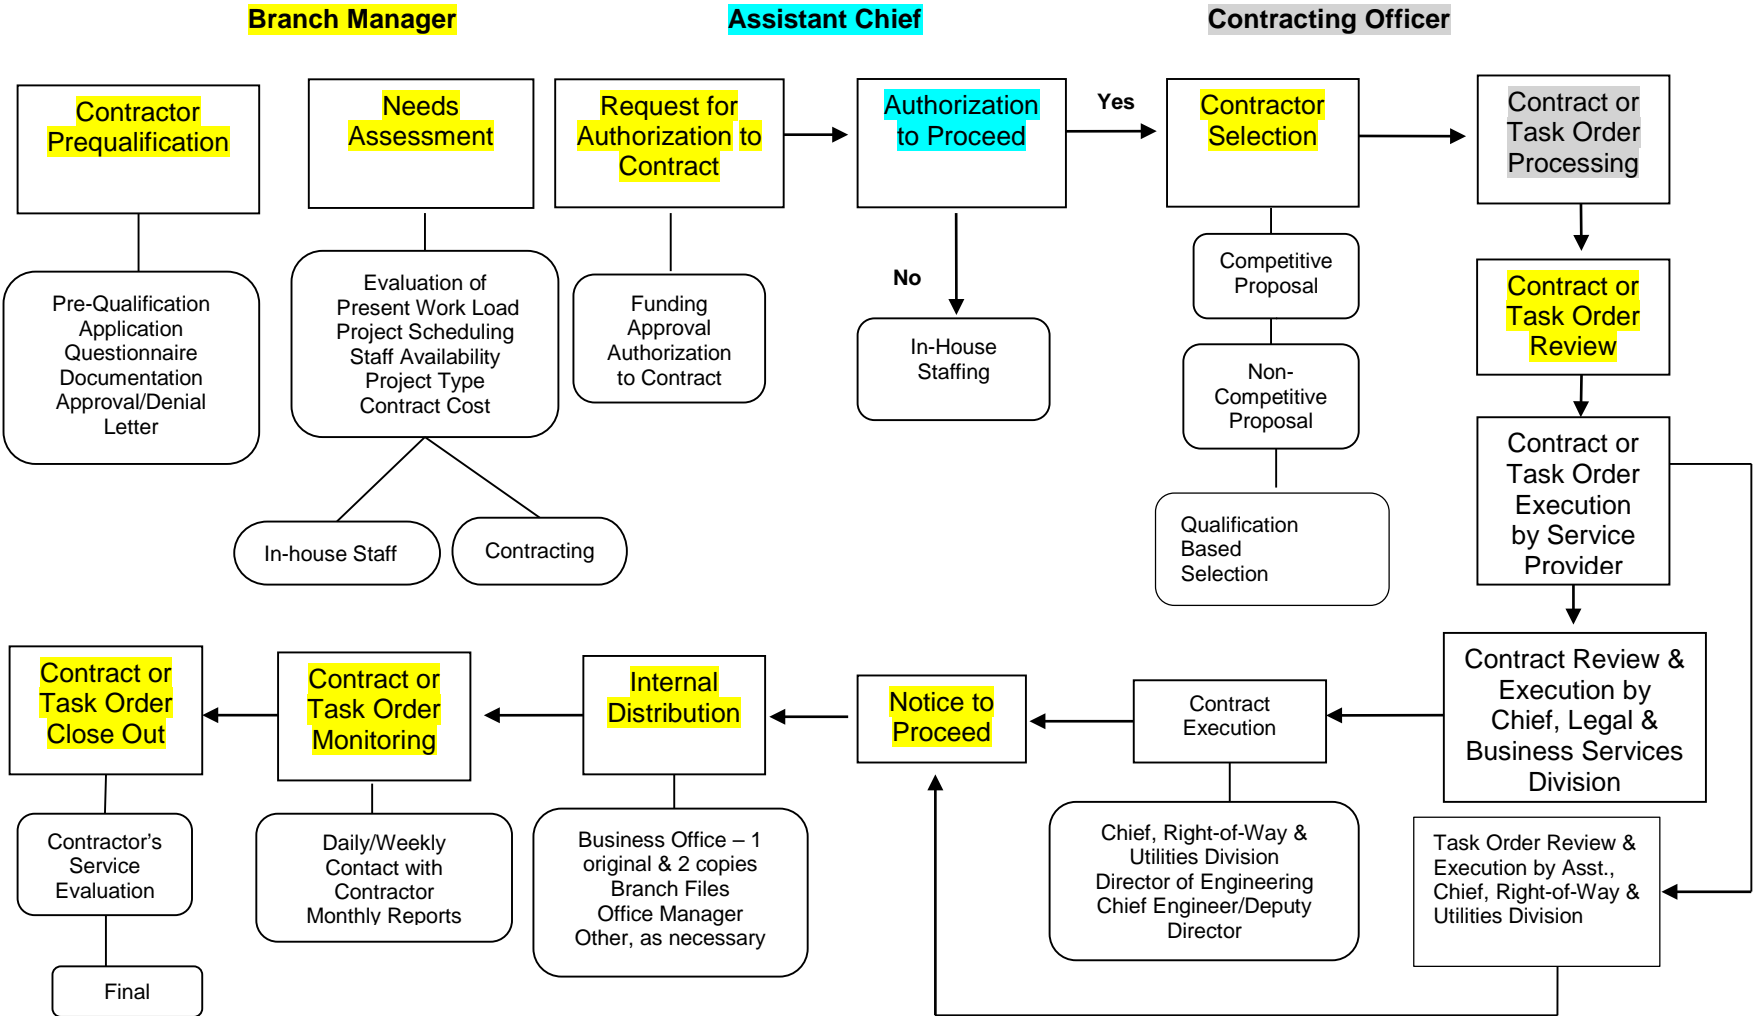 Branch Manager
Assistant Chief
Contracting Officer
Contractor
Prequalification
Needs
Assessment
Request for
Authorization to
Contract
Authorization
to Proceed
Yes
Contractor
Selection
Contract or
Task Order
Processing
Pre-Qualification
Application
Questionnaire
Documentation
Approval/Denial
Letter
Evaluation of
Present Work Load
Project Scheduling
Staff Availability
Project Type
Contract Cost
Funding
Approval
Authorization
to Contract
No
In-House
Staffing
Competitive
Proposal
Non-
Competitive
Proposal
Qualification
Based
Selection
Contract or
Task Order
Review
Contract or
Task Order
Execution
by Service
Provider
In-house Staff
Contracting
Contract or
Task Order
Close Out
Contract or
Task Order
Monitoring
Internal
Distribution
Notice to
Proceed
Contract
Execution
Contract Review &
Execution by
Chief, Legal &
Business Services
Division
Contractor’s
Service
Evaluation
Final
Daily/Weekly
Contact with
Contractor
Monthly Reports
Business Office – 1
original & 2 copies
Branch Files
Office Manager
Other, as necessary
Chief, Right-of-Way &
Utilities Division
Director of Engineering
Chief Engineer/Deputy
Director
Task Order Review &
Execution by Asst.,
Chief, Right-of-Way &
Utilities Division